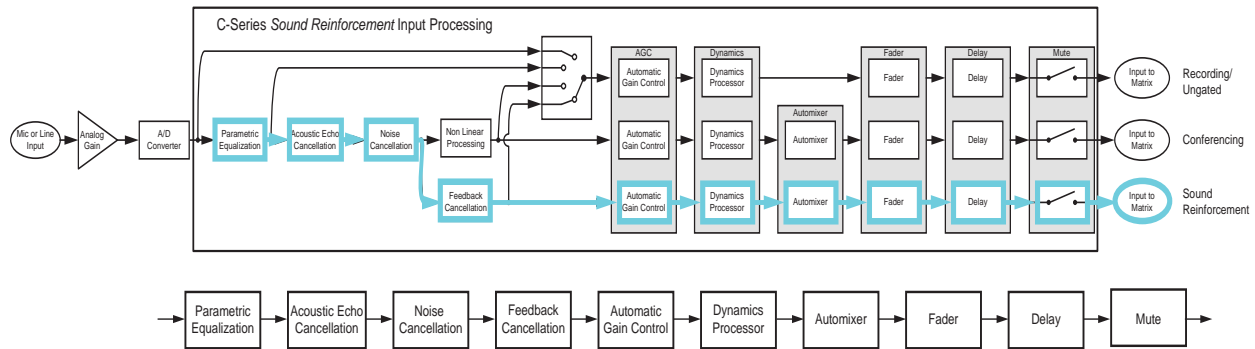 C-Series Sound Reinforcement Input Processing
AGC
Dynamics
Fader
Delay
Mute
Automatic
Gain Control
Dynamics
Processor
Fader
Delay
Input to
Matrix
Recording/
Ungated
Automixer
Mic or Line
Input
Analog
Gain
A/D
Converter
Parametric
Equalization
Acoustic Echo
Cancellation
Noise
Cancellation
Non Linear
Processing
Automatic
Gain Control
Dynamics
Processor
Automixer
Fader
Delay
Input to
Matrix
Conferencing
Feedback
Cancellation
Automatic
Gain Control
Dynamics
Processor
Automixer
Fader
Delay
Input to
Matrix
Sound
Reinforcement
Parametric
Equalization
Acoustic Echo
Cancellation
Noise
Cancellation
Feedback
Cancellation
Automatic
Gain Control
Dynamics
Processor
Automixer
Fader
Delay
Mute